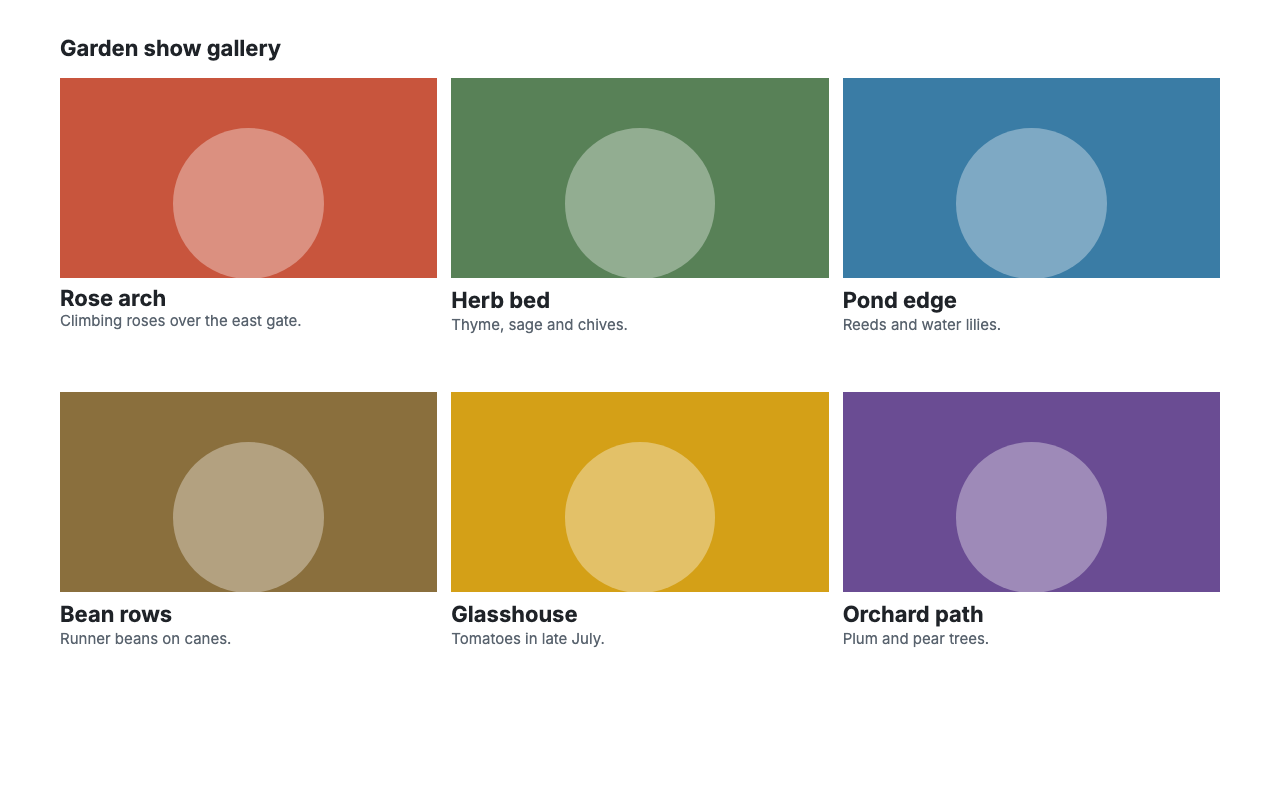 Garden show gallery
Rose arch
Climbing roses over the east gate.
Herb bed
Thyme, sage and chives.
Pond edge
Reeds and water lilies.
Bean rows
Runner beans on canes.
Glasshouse
Tomatoes in late July.
Orchard path
Plum and pear trees.